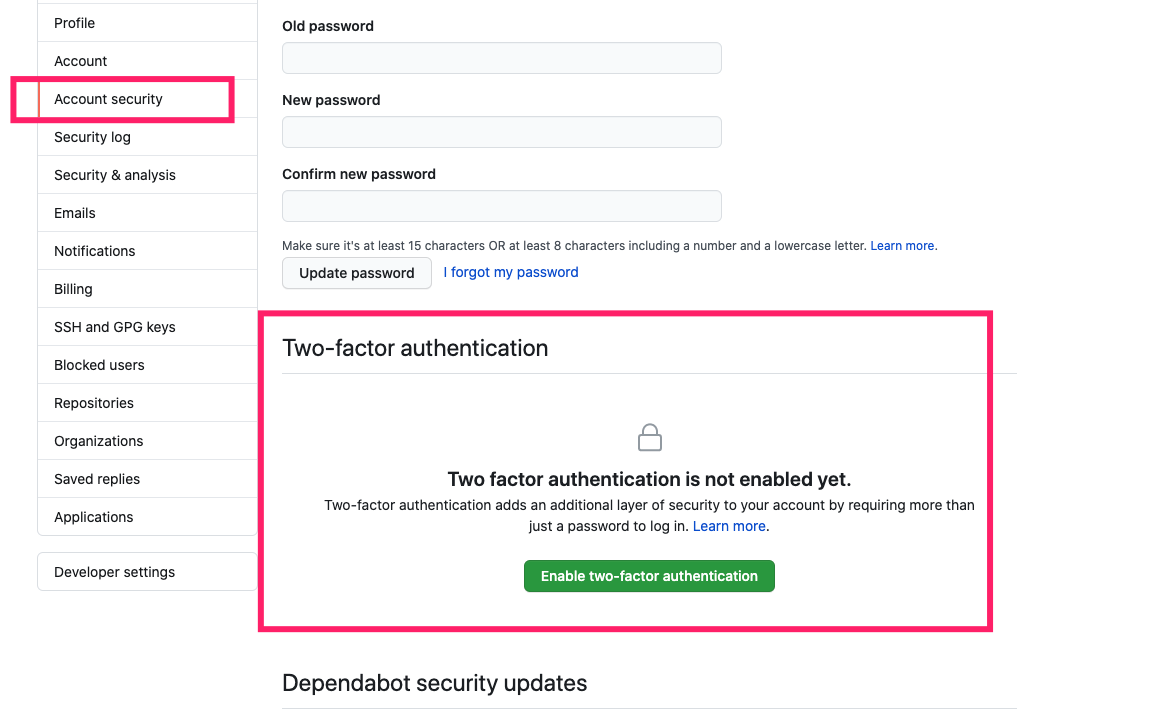 Profile
Account
Account security
Security log
Security & analysis
Emails
Notifications
Billing
SSH and GPG keys
Blocked users
Repositories
Organizations
Saved replies
Applications
Developer settings
Old password
New password
Confirm new password
Make sure it's at least 15 characters OR at least 8 characters including a number and a lowercase letter. Learn more.
Update password I forgot my password
Two-factor authentication
Two factor authentication is not enabled yet.
Two-factor authentication adds an additional layer of security to your account by requiring more than
just a password to log in. Learn more.
Enable two-factor authentication
Dependabot security updates